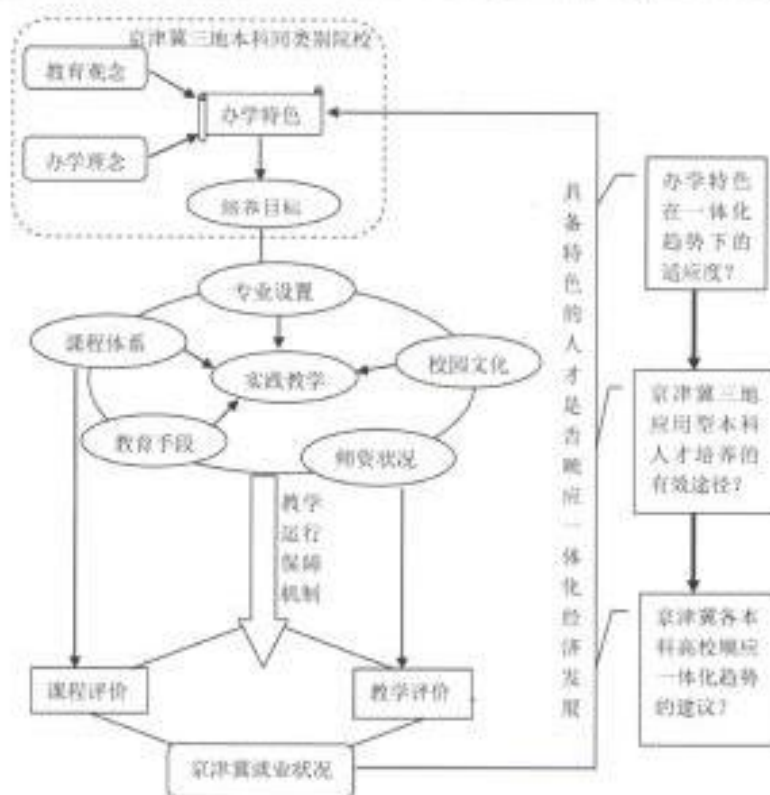 京津冀三地本科同类别院校
教育观念
办学特色
办学理念
培养目标
专业设置
课程体系
实践教学
校园文化
教育手段
师资状况
教学
运行
保障
机制
课程评价
教学评价
京津冀就业状况
具备特色的人才是否顺应一体化经济发展
办学特色
在一体化
趋势下的
适应度？
京津冀三地
应用型本科
人才培养的
有效途径？
京津冀各本
科高校顺应
一体化趋势
的建议？